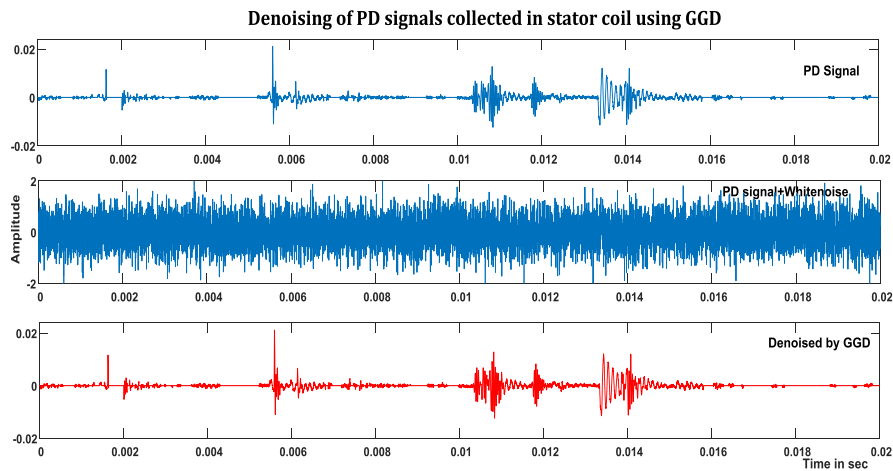 Denoising of PD signals collected in stator coil using GGD
0.02
PD Signal
0
-0.02
0 0.002 0.004 0.006 0.008 0.01 0.012 0.014 0.016 0.018 0.02
2
PD signal+Whitenoise
Amplitude
0
-2
0 0.002 0.004 0.006 0.008 0.01 0.012 0.014 0.016 0.018 0.02
0.02
Denoised by GGD
0
-0.02
0 0.002 0.004 0.006 0.008 0.01 0.012 0.014 0.016 0.018 0.02
Time in sec